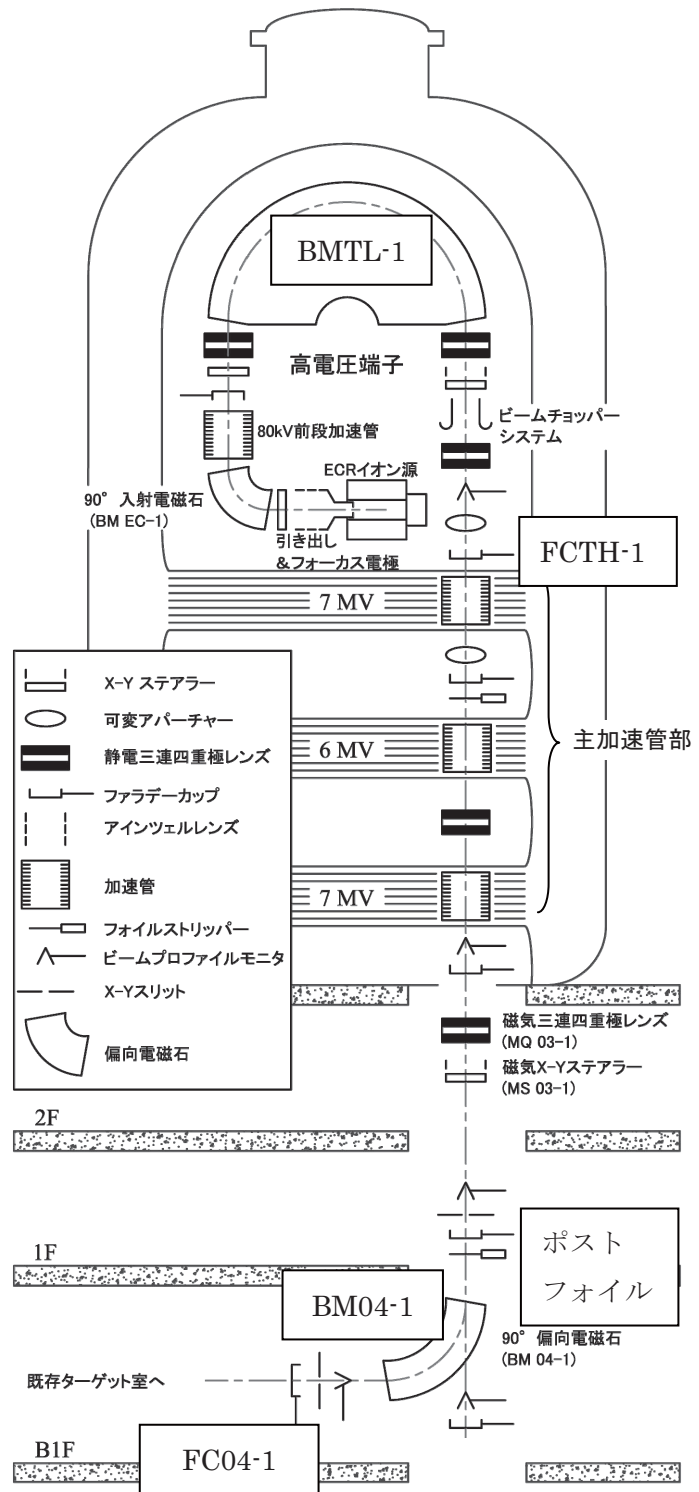 BMTL-1
高電圧端子
80kV前段加速管
ビームチョッパー
システム
ECRイオン源
90° 入射電磁石
(BM EC-1)
引き出し
&フォーカス電極
FCTH-1
7 MV
X-Y ステアラー
可変アパーチャー
静電三連四重極レンズ
ファラデーカップ
アインツェルレンズ
加速管
フォイルストリッパー
ビームプロファイルモニタ
X-Yスリット
偏向電磁石
6 MV
主加速管部
7 MV
磁気三連四重極レンズ
(MQ 03-1)
磁気X-Yステアラー
(MS 03-1)
2F
1F
ポスト
フォイル
BM04-1
90° 偏向電磁石
(BM 04-1)
既存ターゲット室へ
FC04-1
B1F